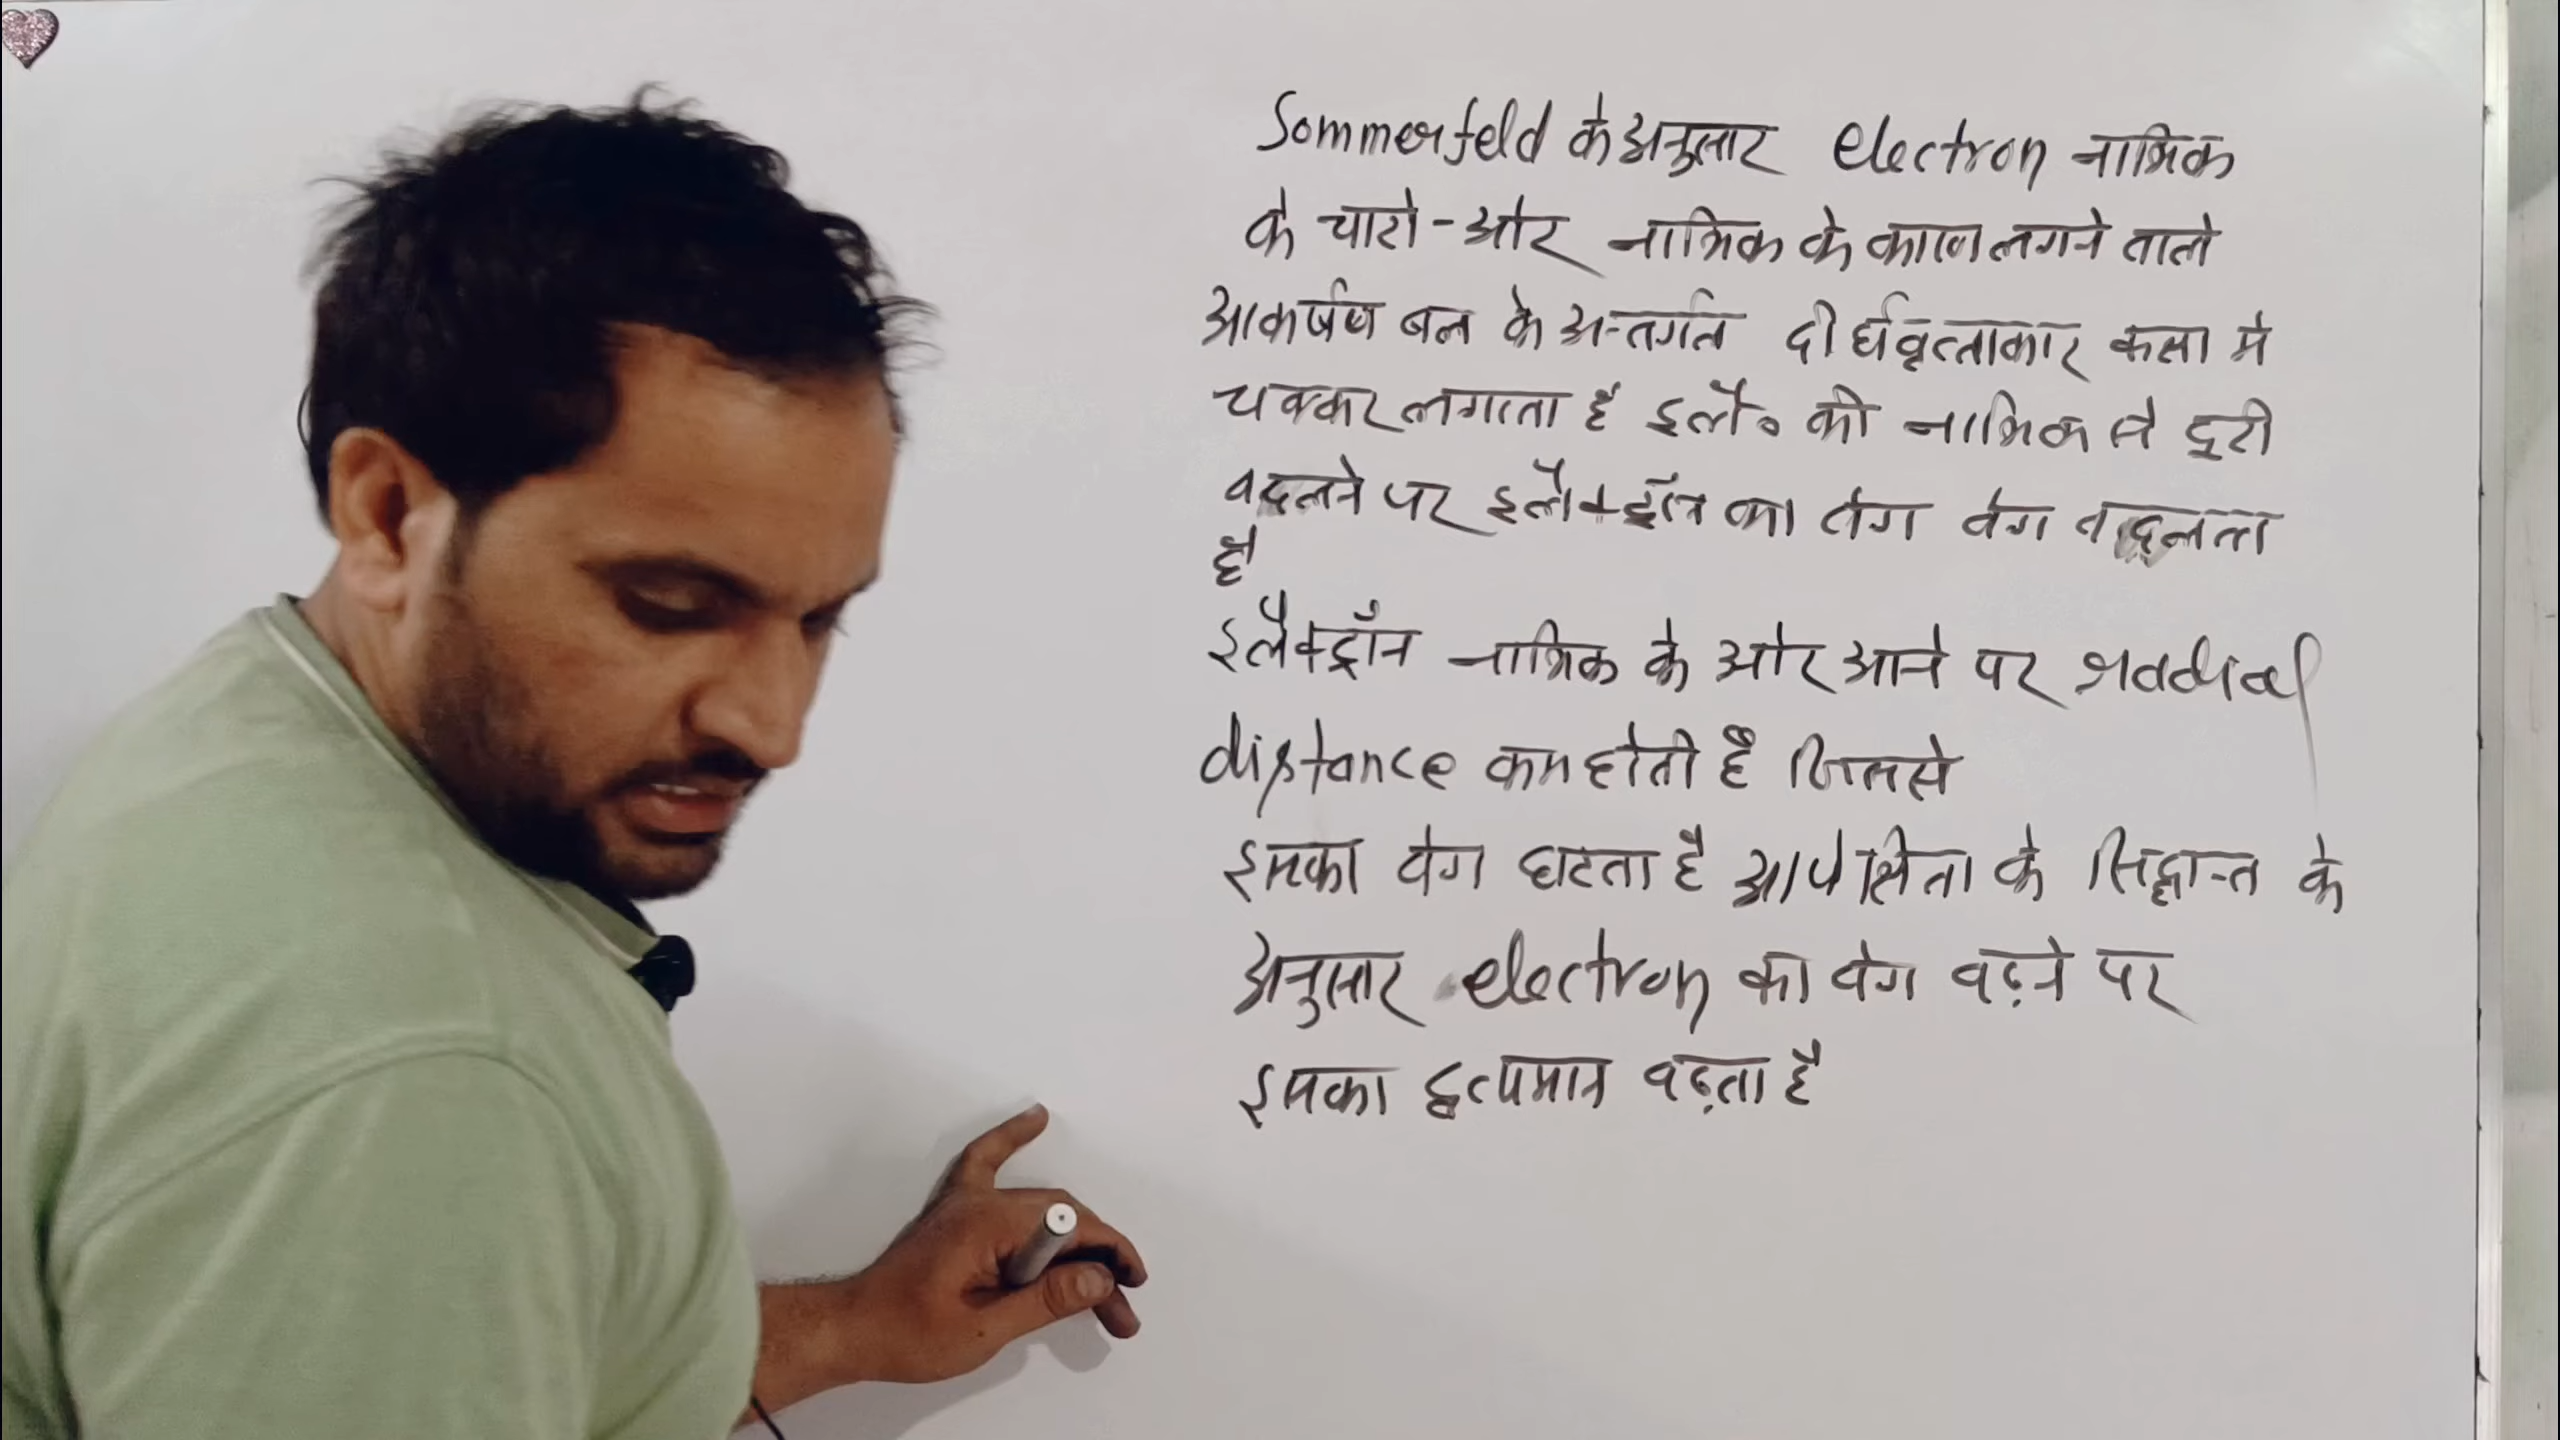 Sommerfeld के अनुसार electron नाभिक
के चारो-ओर नाभिक के कारण लगने वाले
आकर्षण बल के अन्तर्गत दीर्घवृत्ताकार कक्षा मे
चक्कर लगाता है इलै० की नाभिक से दूरी
बदलने पर इलैक्ट्रॉन का वेग वेग बदलता
है
इलैक्ट्रॉन नाभिक के ओर आने पर radial
distance कम होती है जिससे
इसका वेग घटता है आपेक्षिता के सिद्धान्त के
अनुसार electron का वेग बढ़ने पर
इसका द्रव्यमान बढ़ता है